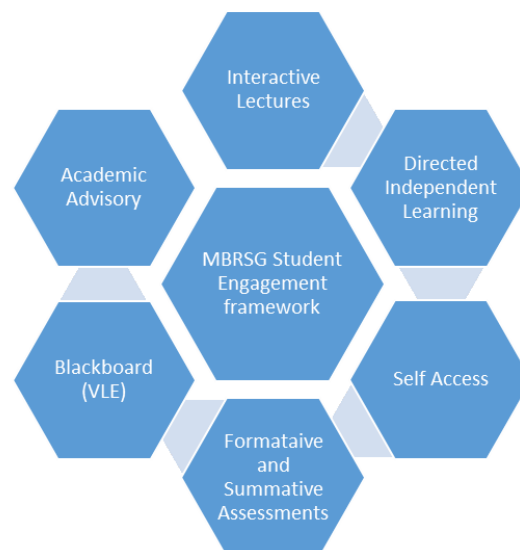 Interactive
Lectures
Directed
Independent
Learning
Academic
Advisory
MBRSG Student
Engagement
framework
Self Access
Blackboard
(VLE)
Formataive
and
Summative
Assessments